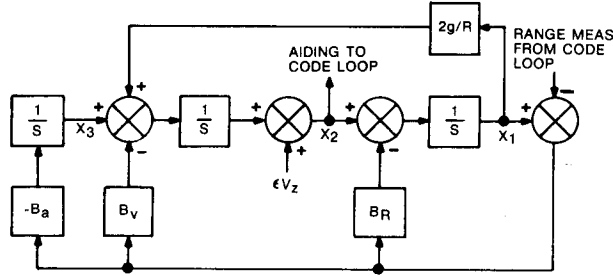 2g/R
AIDING TO
CODE LOOP
RANGE MEAS
FROM CODE
LOOP
+
−
1/S
+
X3
1/S
+
X2
+
1/S
X1
+
−
+
−
ϵVz
-Ba
Bv
BR